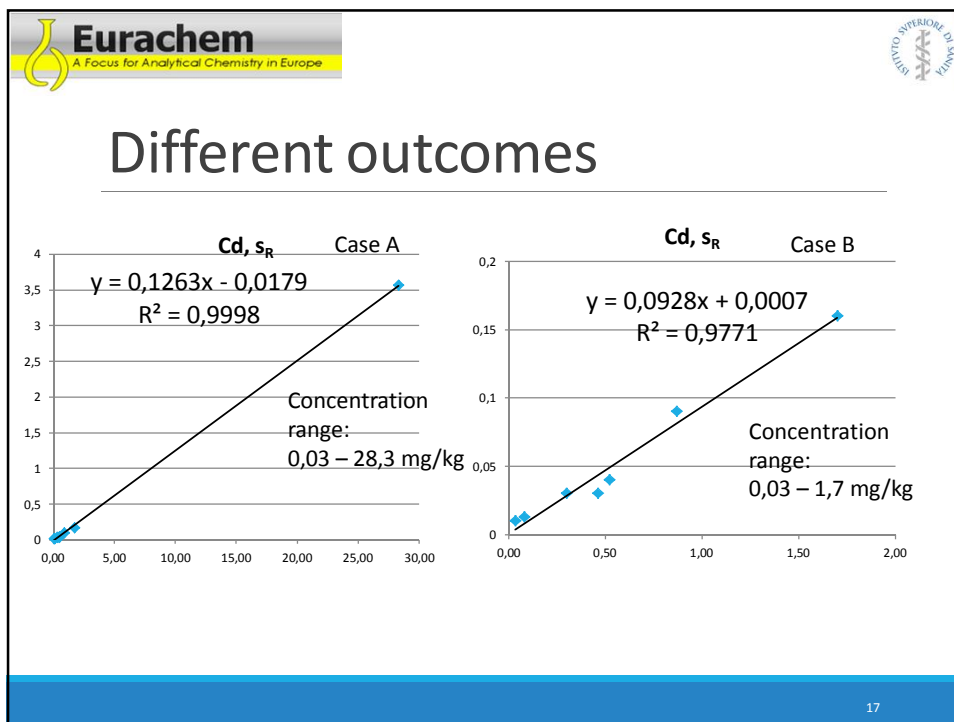 Eurachem
A Focus for Analytical Chemistry in Europe
ISTITVTO SVPERIORE DI SANITÀ
Different outcomes
Cd, sR
Case A
y = 0,1263x - 0,0179
R² = 0,9998
Concentration
range:
0,03 – 28,3 mg/kg
4
3,5
3
2,5
2
1,5
1
0,5
0
0,00 5,00 10,00 15,00 20,00 25,00 30,00
Cd, sR
Case B
y = 0,0928x + 0,0007
R² = 0,9771
Concentration
range:
0,03 – 1,7 mg/kg
0,2
0,15
0,1
0,05
0
0,00 0,50 1,00 1,50 2,00
17